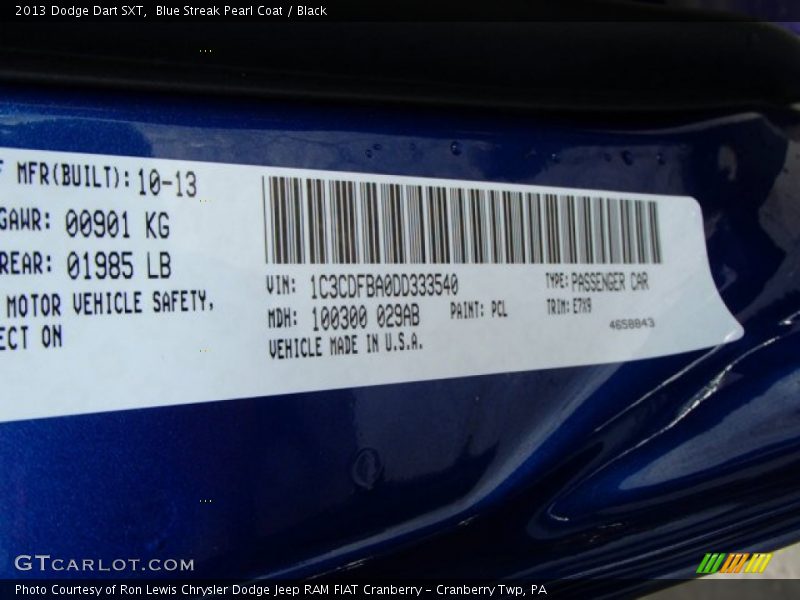 2013 Dodge Dart SXT,  Blue Streak Pearl Coat / Black
MFR(BUILT): 10-13
GAWR: 00901 KG
REAR: 01985 LB
MOTOR VEHICLE SAFETY,
ECT ON
VIN: 1C3CDFBA0DD333540
TYPE: PASSENGER CAR
MDH: 100300 029AB
PAINT: PCL
TRIM: E7X9
VEHICLE MADE IN U.S.A.
4658843
GTCARLOT.COM
Photo Courtesy of Ron Lewis Chrysler Dodge Jeep RAM FIAT Cranberry - Cranberry Twp, PA